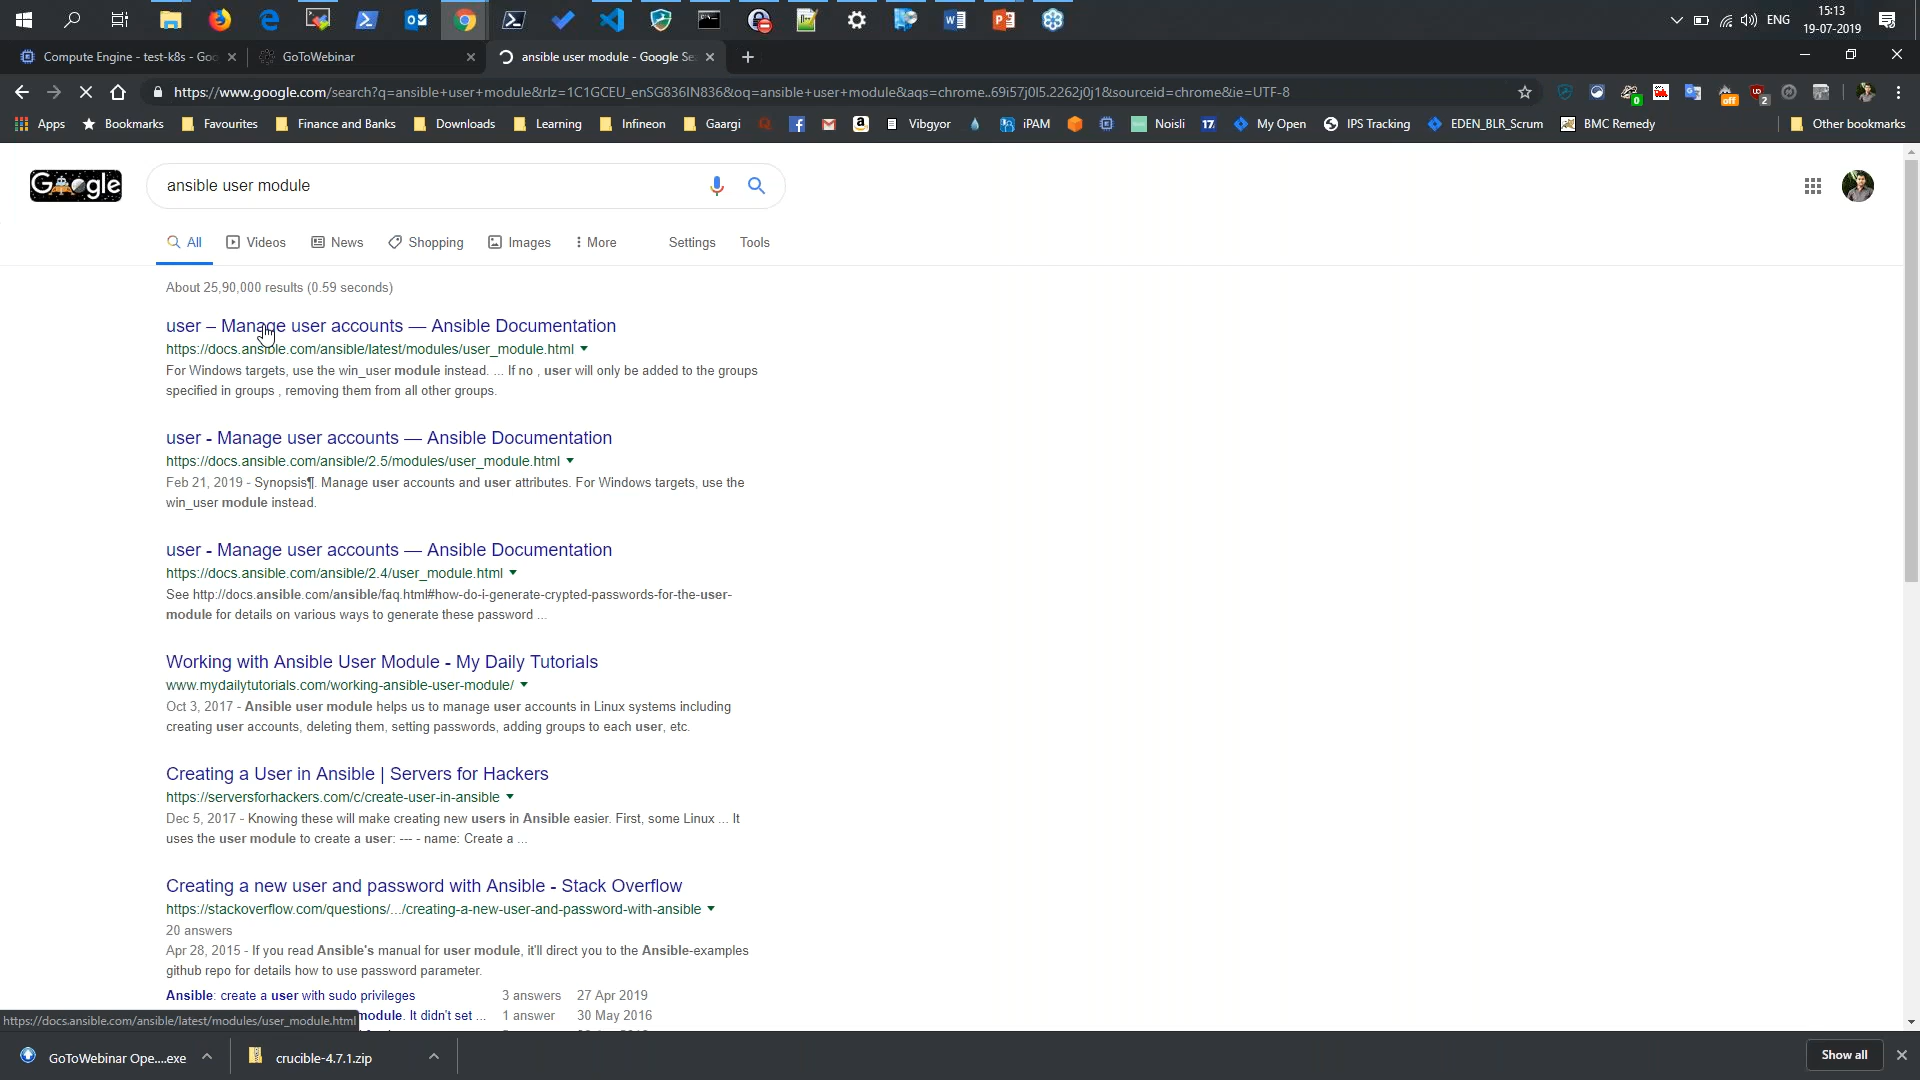 15:13
ENG
19-07-2019
Compute Engine - test-k8s - Goo
GoToWebinar
ansible user module - Google Se
https://www.google.com/search?q=ansible+user+module&rlz=1C1GCEU_enSG836IN836&oq=ansible+user+module&aqs=chrome..69i57j0l5.2262j0j1&sourceid=chrome&ie=UTF-8
0
off
2
Apps
Bookmarks
Favourites
Finance and Banks
Downloads
Learning
Infineon
Gaargi
Vibgyor
iPAM
Noisli
17
My Open
IPS Tracking
EDEN_BLR_Scrum
BMC Remedy
Other bookmarks
Google
ansible user module
All
Videos
News
Shopping
Images
More
Settings
Tools
About 25,90,000 results (0.59 seconds)
user – Manage user accounts — Ansible Documentation
https://docs.ansible.com/ansible/latest/modules/user_module.html
For Windows targets, use the win_user module instead. ... If no , user will only be added to the groups
specified in groups , removing them from all other groups.
user - Manage user accounts — Ansible Documentation
https://docs.ansible.com/ansible/2.5/modules/user_module.html
Feb 21, 2019 - Synopsis¶. Manage user accounts and user attributes. For Windows targets, use the
win_user module instead.
user - Manage user accounts — Ansible Documentation
https://docs.ansible.com/ansible/2.4/user_module.html
See http://docs.ansible.com/ansible/faq.html#how-do-i-generate-crypted-passwords-for-the-user-
module for details on various ways to generate these password ...
Working with Ansible User Module - My Daily Tutorials
www.mydailytutorials.com/working-ansible-user-module/
Oct 3, 2017 - Ansible user module helps us to manage user accounts in Linux systems including
creating user accounts, deleting them, setting passwords, adding groups to each user, etc.
Creating a User in Ansible | Servers for Hackers
https://serversforhackers.com/c/create-user-in-ansible
Dec 5, 2017 - Knowing these will make creating new users in Ansible easier. First, some Linux ... It
uses the user module to create a user: --- - name: Create a ...
Creating a new user and password with Ansible - Stack Overflow
https://stackoverflow.com/questions/.../creating-a-new-user-and-password-with-ansible
20 answers
Apr 28, 2015 - If you read Ansible's manual for user module, it'll direct you to the Ansible-examples
github repo for details how to use password parameter.
Ansible: create a user with sudo privileges 3 answers 27 Apr 2019
module. It didn't set ... 1 answer 30 May 2016
https://docs.ansible.com/ansible/latest/modules/user_module.html
GoToWebinar Ope....exe
crucible-4.7.1.zip
Show all